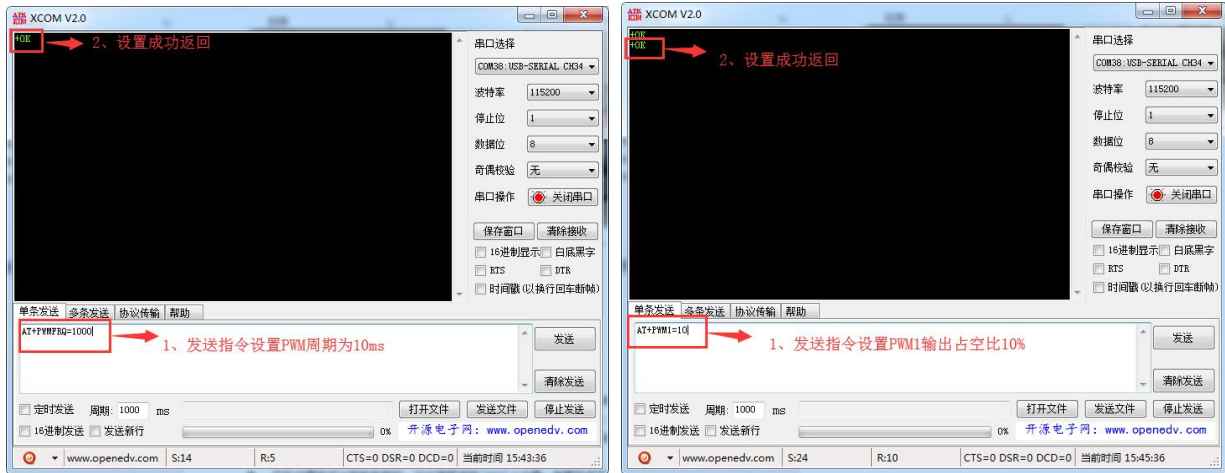 XCOM V2.0
+OK
2、设置成功返回
串口选择
COM38:USB-SERIAL CH34
波特率 115200
停止位 1
数据位 8
奇偶校验 无
串口操作 关闭串口
保存窗口 清除接收
16进制显示 白底黑字
RTS DTR
时间戳(以换行回车断帧)
单条发送 多条发送 协议传输 帮助
AT+PWMFRQ=1000
1、发送指令设置PWM周期为10ms
发送
清除发送
定时发送 周期: 1000 ms 打开文件 发送文件 停止发送
16进制发送 发送新行 0% 开源电子网: www.openedv.com
www.openedv.com S:14 R:5 CTS=0 DSR=0 DCD=0 当前时间 15:43:36
XCOM V2.0
+OK
+OK
2、设置成功返回
串口选择
COM38:USB-SERIAL CH34
波特率 115200
停止位 1
数据位 8
奇偶校验 无
串口操作 关闭串口
保存窗口 清除接收
16进制显示 白底黑字
RTS DTR
时间戳(以换行回车断帧)
单条发送 多条发送 协议传输 帮助
AT+PWM1=10
1、发送指令设置PWM1输出占空比10%
发送
清除发送
定时发送 周期: 1000 ms 打开文件 发送文件 停止发送
16进制发送 发送新行 0% 开源电子网: www.openedv.com
www.openedv.com S:24 R:10 CTS=0 DSR=0 DCD=0 当前时间 15:45:36